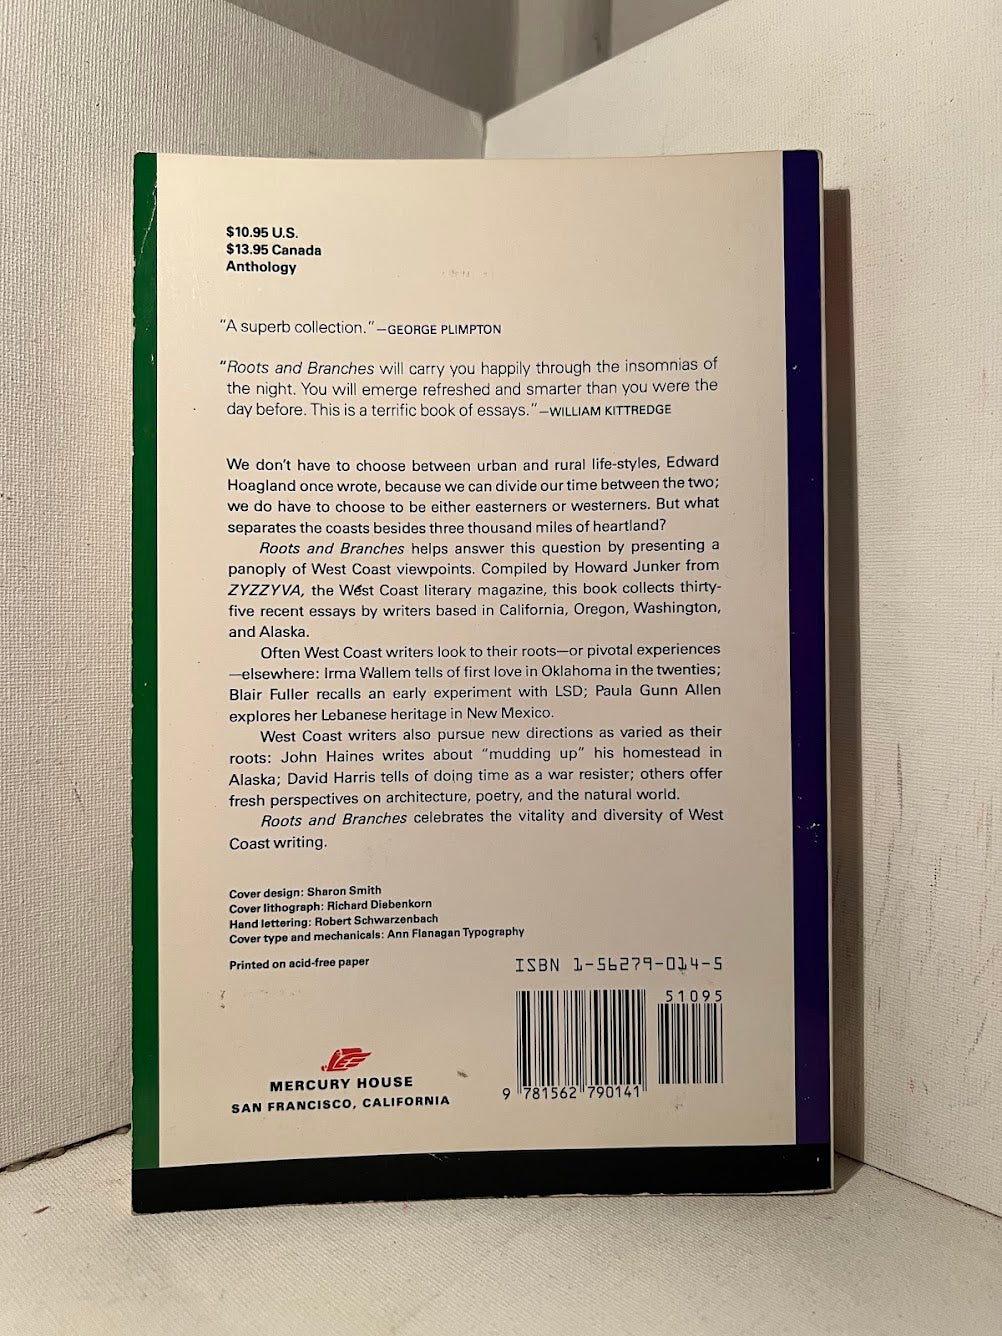 $10.95 U.S.
$13.95 Canada
Anthology
“A superb collection.”—GEORGE PLIMPTON
“Roots and Branches will carry you happily through the insomnias of
the night. You will emerge refreshed and smarter than you were the
day before. This is a terrific book of essays.”—WILLIAM KITTREDGE
We don’t have to choose between urban and rural life-styles, Edward
Hoagland once wrote, because we can divide our time between the two;
we do have to choose to be either easterners or westerners. But what
separates the coasts besides three thousand miles of heartland?
Roots and Branches helps answer this question by presenting a
panoply of West Coast viewpoints. Compiled by Howard Junker from
ZYZZYVA, the West Coast literary magazine, this book collects thirty-
five recent essays by writers based in California, Oregon, Washington,
and Alaska.
Often West Coast writers look to their roots—or pivotal experiences
—elsewhere: Irma Wallem tells of first love in Oklahoma in the twenties;
Blair Fuller recalls an early experiment with LSD; Paula Gunn Allen
explores her Lebanese heritage in New Mexico.
West Coast writers also pursue new directions as varied as their
roots: John Haines writes about “mudding up” his homestead in
Alaska; David Harris tells of doing time as a war resister; others offer
fresh perspectives on architecture, poetry, and the natural world.
Roots and Branches celebrates the vitality and diversity of West
Coast writing.
Cover design: Sharon Smith
Cover lithograph: Richard Diebenkorn
Hand lettering: Robert Schwarzenbach
Cover type and mechanicals: Ann Flanagan Typography
Printed on acid-free paper
ISBN 1-56279-014-5
51095
9 781562 790141
MERCURY HOUSE
SAN FRANCISCO, CALIFORNIA